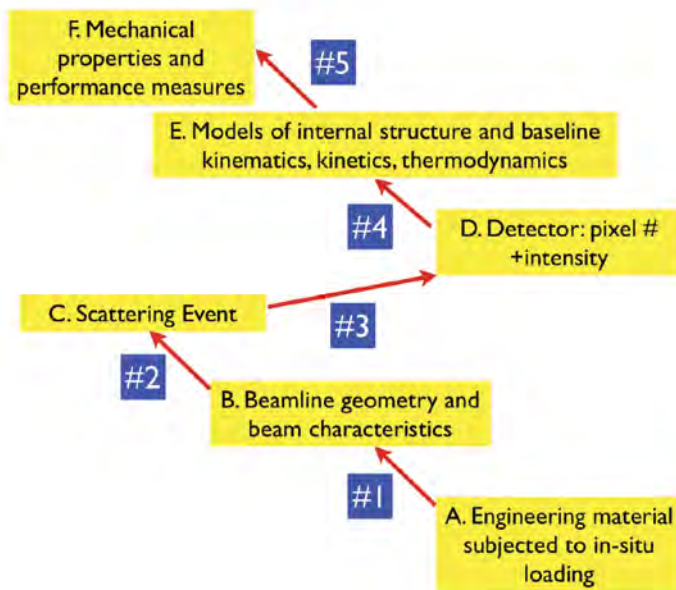 F. Mechanical
properties and
performance measures
#5
E. Models of internal structure and baseline
kinematics, kinetics, thermodynamics
#4
D. Detector: pixel #
+intensity
C. Scattering Event
#3
#2
B. Beamline geometry and
beam characteristics
#1
A. Engineering material
subjected to in-situ
loading